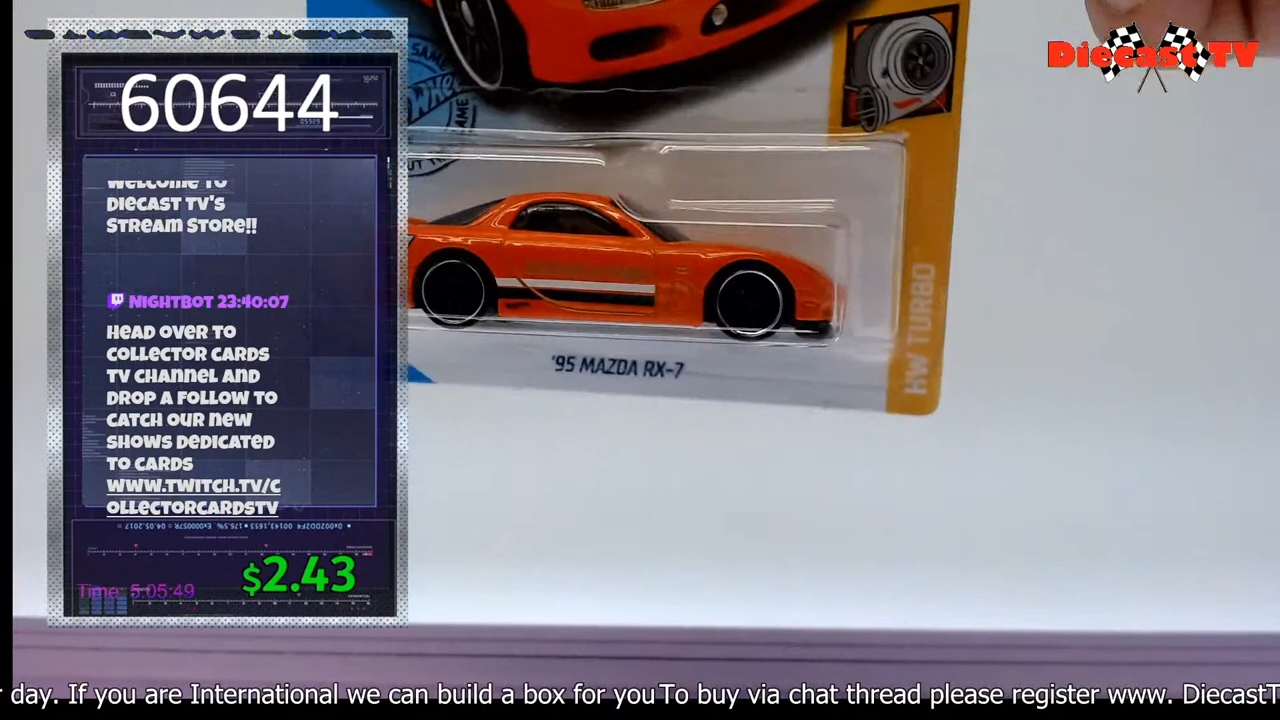 60644
WELCOME TO
DIECAST TV'S
STREAM STORE!!
NIGHTBOT 23:40:07
HEAD OVER TO
COLLECTOR CARDS
TV CHANNEL AND
DROP A FOLLOW TO
CATCH OUR NEW
SHOWS DEDICATED
TO CARDS
WWW.TWITCH.TV/C
OLLECTORCARDSTV
Time: 5:05:49
$2.43
Diecast TV
'95 MAZDA RX-7
HW TURBO
day. If you are International we can build a box for you To buy via chat thread please register www. DiecastT